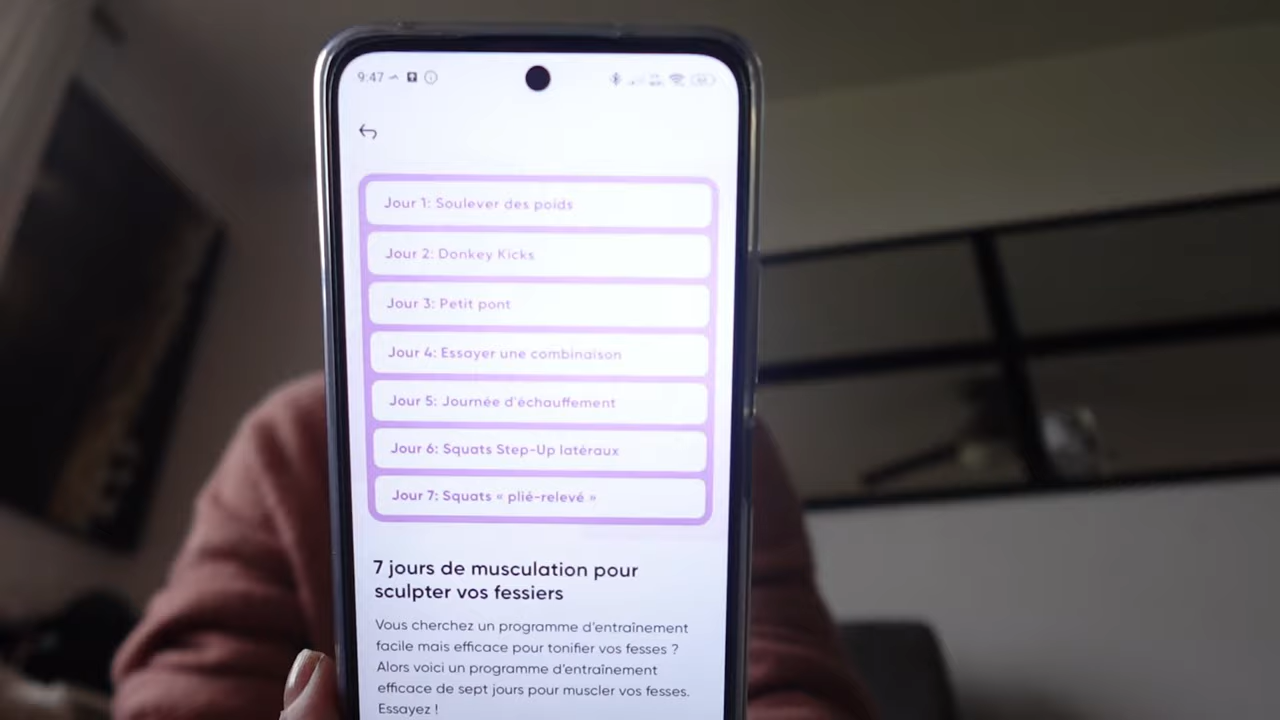 9:47
Jour 1: Soulever des poids
Jour 2: Donkey Kicks
Jour 3: Petit pont
Jour 4: Essayer une combinaison
Jour 5: Journée d'échauffement
Jour 6: Squats Step-Up latéraux
Jour 7: Squats « plié-relevé »
7 jours de musculation pour
sculpter vos fessiers
Vous cherchez un programme d'entraînement
facile mais efficace pour tonifier vos fesses ?
Alors voici un programme d'entraînement
efficace de sept jours pour muscler vos fesses.
Essayez !